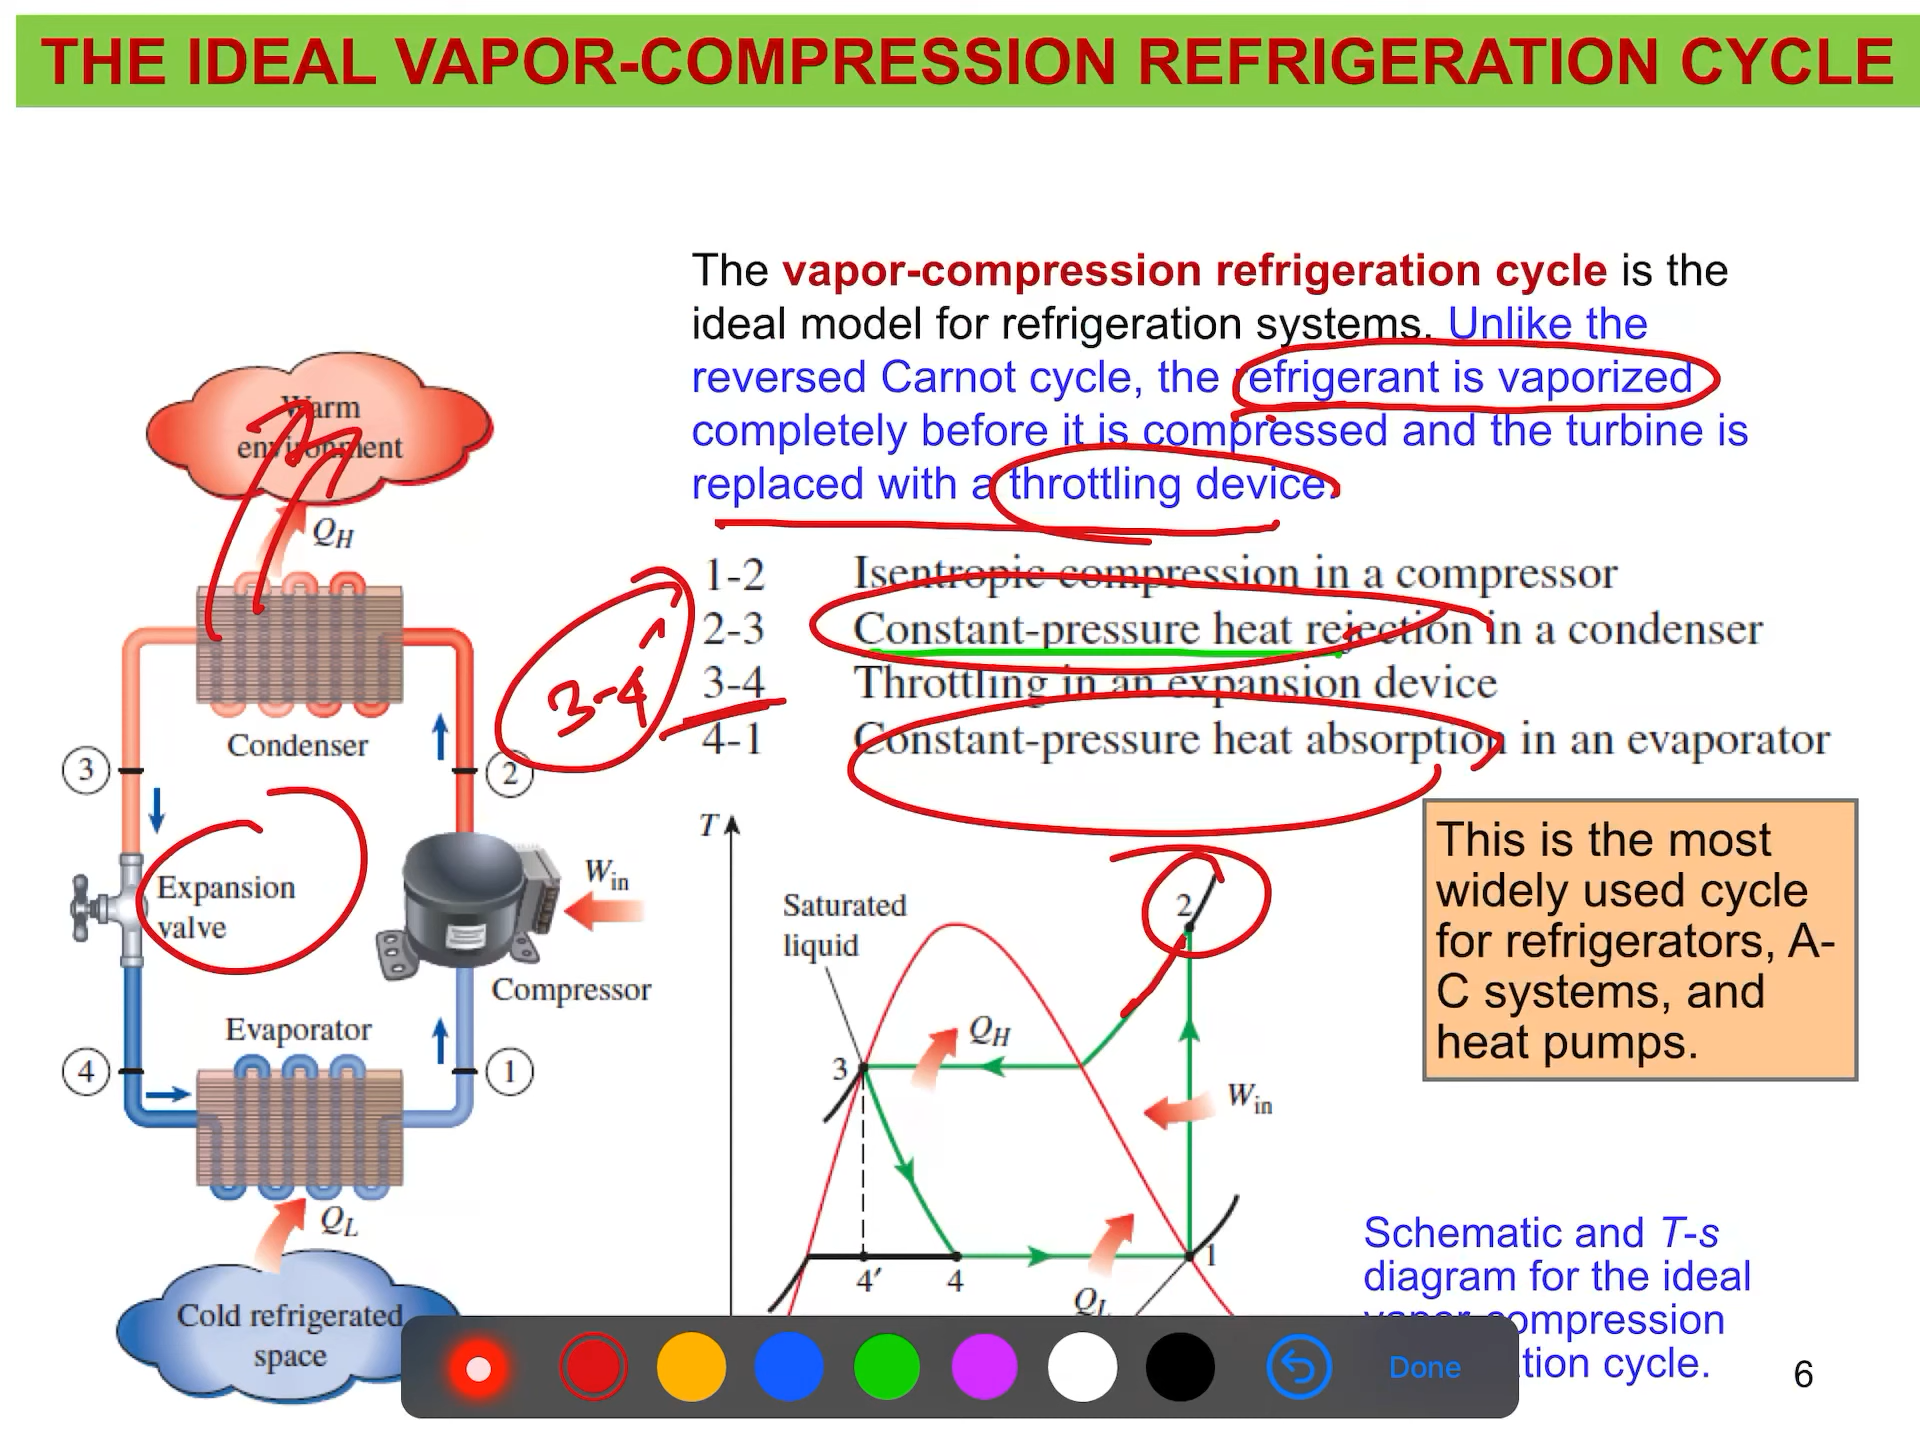 THE IDEAL VAPOR-COMPRESSION REFRIGERATION CYCLE
The vapor-compression refrigeration cycle is the
ideal model for refrigeration systems. Unlike the
reversed Carnot cycle, the refrigerant is vaporized
completely before it is compressed and the turbine is
replaced with a throttling device.
1-2 Isentropic compression in a compressor
2-3 Constant-pressure heat rejection in a condenser
3-4 Throttling in an expansion device
4-1 Constant-pressure heat absorption in an evaporator
3-4
Warm
environment
QH
Condenser
3
2
Expansion
valve
Win
Compressor
Evaporator
4
1
QL
Cold refrigerated
space
T
Saturated
liquid
2
QH
3
Win
4′
4
1
QL
This is the most
widely used cycle
for refrigerators, A-
C systems, and
heat pumps.
Schematic and T-s
diagram for the ideal
vapor-compression
tion cycle.
6
Done